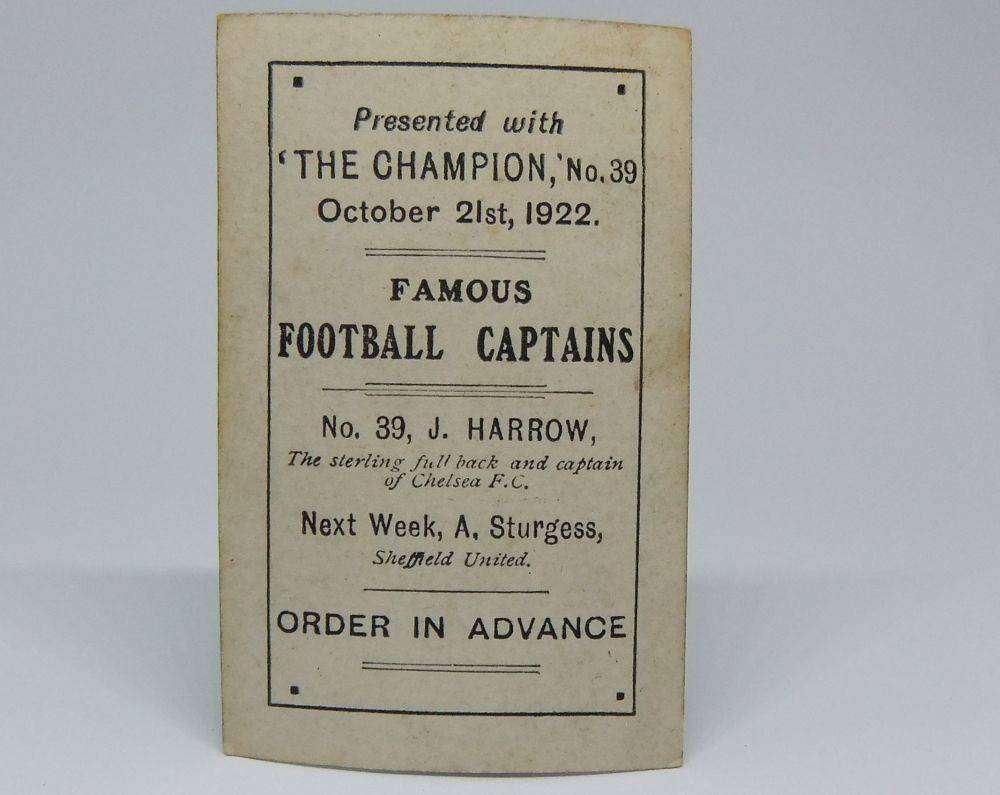 Presented with
‘THE CHAMPION,’ No. 39
October 21st, 1922.
FAMOUS
FOOTBALL CAPTAINS
No. 39, J. HARROW,
The sterling full back and captain
of Chelsea F.C.
Next Week, A. Sturgess,
Sheffield United.
ORDER IN ADVANCE